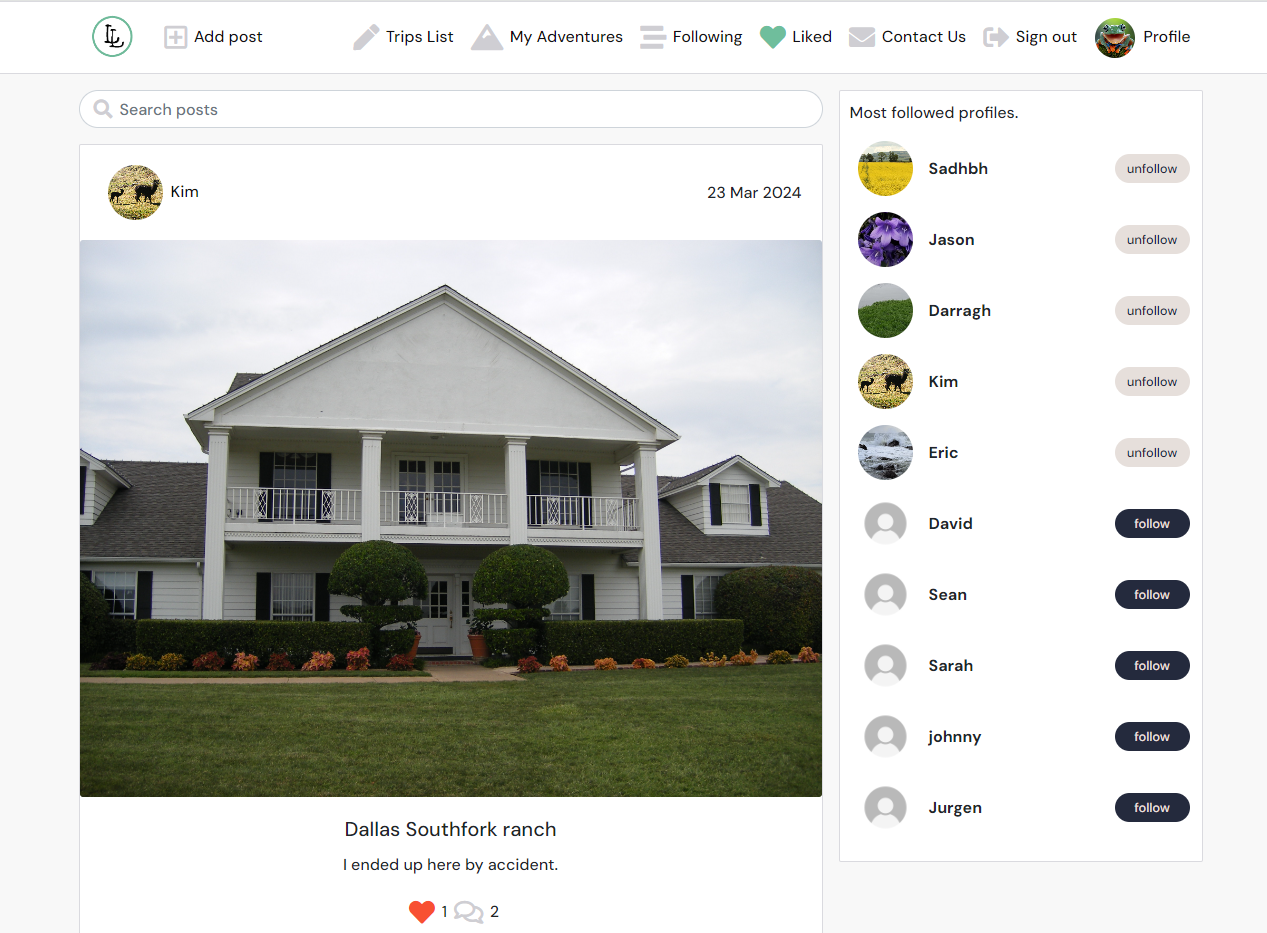 LL Add post Trips List My Adventures Following Liked Contact Us Sign out Profile
Search posts
Kim 23 Mar 2024
Dallas Southfork ranch
I ended up here by accident.
1 2
Most followed profiles.
Sadhbh unfollow
Jason unfollow
Darragh unfollow
Kim unfollow
Eric unfollow
David follow
Sean follow
Sarah follow
johnny follow
Jurgen follow